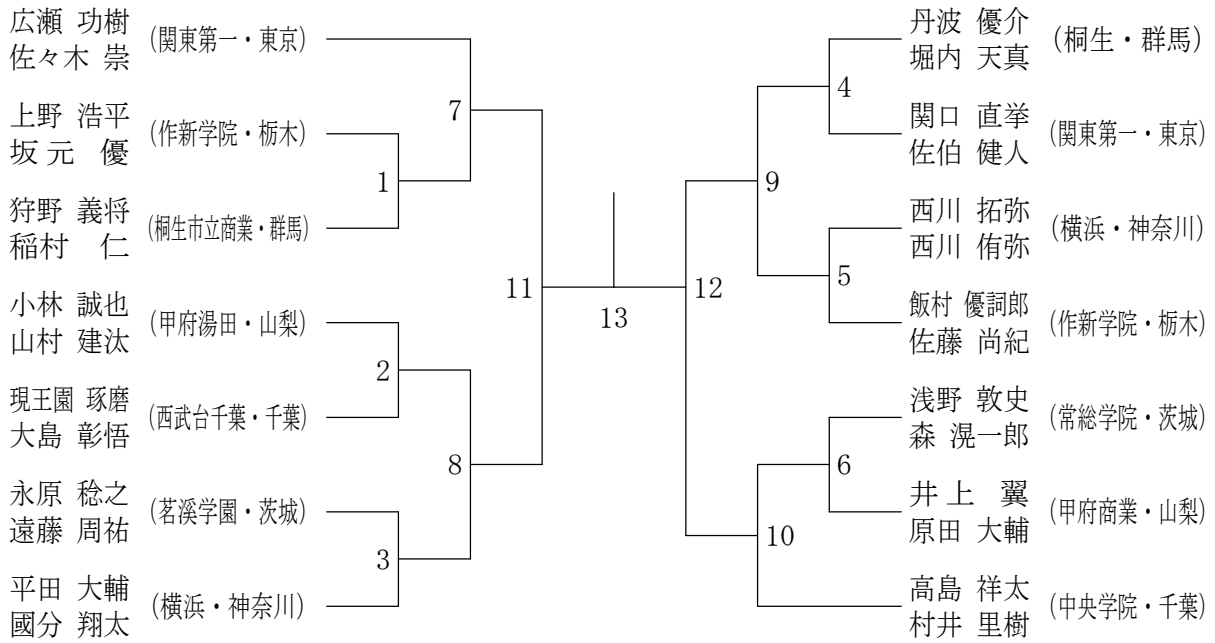 広瀬 功樹
佐々木 崇
(関東第一・東京)
上野 浩平
坂元 優
(作新学院・栃木)
狩野 義将
稲村 仁
(桐生市立商業・群馬)
小林 誠也
山村 建汰
(甲府湯田・山梨)
現王園 琢磨
大島 彰悟
(西武台千葉・千葉)
永原 稔之
遠藤 周祐
(茗溪学園・茨城)
平田 大輔
國分 翔太
(横浜・神奈川)
1
2
3
7
8
11
13
12
9
10
4
5
6
丹波 優介
堀内 天真
(桐生・群馬)
関口 直挙
佐伯 健人
(関東第一・東京)
西川 拓弥
西川 侑弥
(横浜・神奈川)
飯村 優詞郎
佐藤 尚紀
(作新学院・栃木)
浅野 敦史
森 滉一郎
(常総学院・茨城)
井上 翼
原田 大輔
(甲府商業・山梨)
高島 祥太
村井 里樹
(中央学院・千葉)